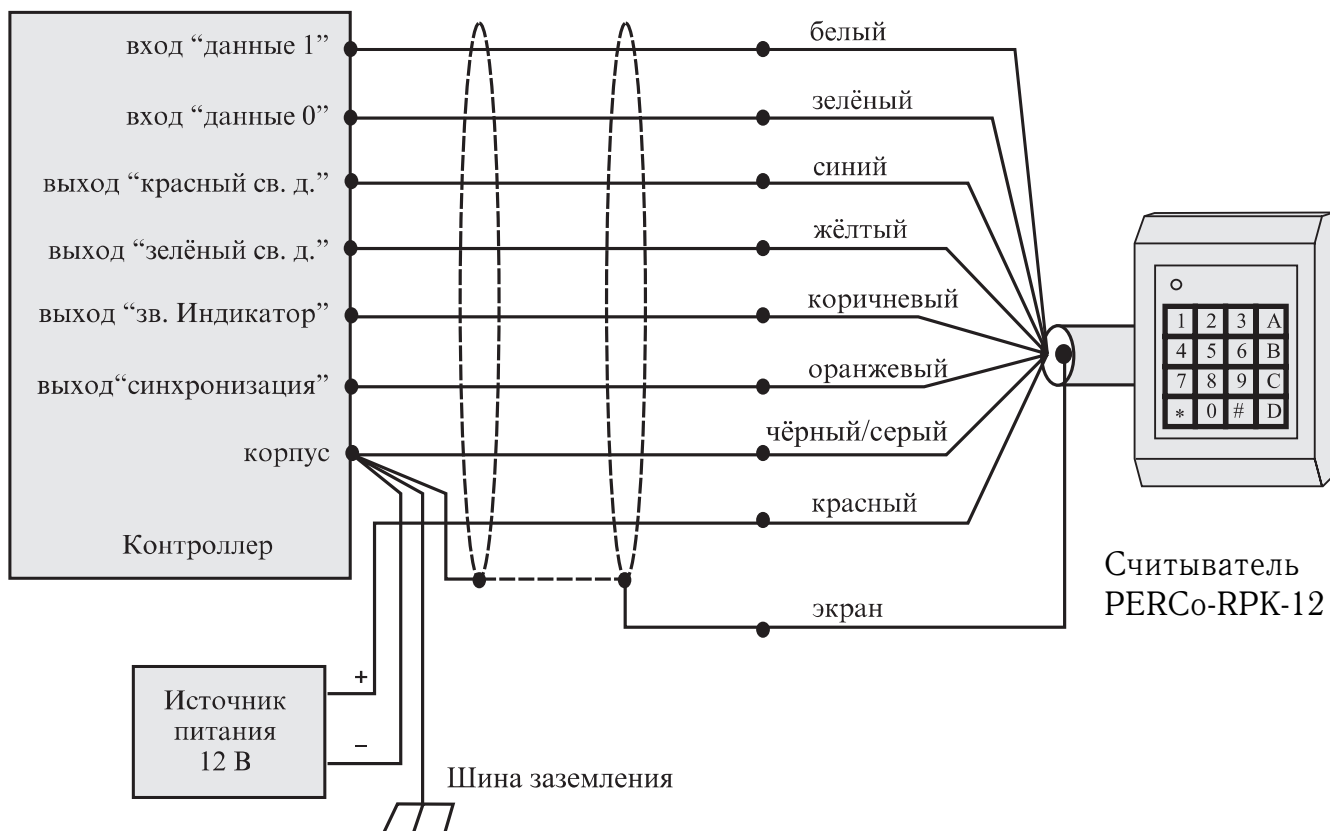 вход “данные 1”
белый
вход “данные 0”
зелёный
выход “красный св. д.”
синий
выход “зелёный св. д.”
жёлтый
выход “зв. Индикатор”
коричневый
выход“синхронизация”
оранжевый
корпус
чёрный/серый
красный
Контроллер
экран
1 2 3 A
4 5 6 B
7 8 9 C
* 0 # D
Считыватель
PERCo-RPK-12
+
Источник
питания
12 В
–
Шина заземления